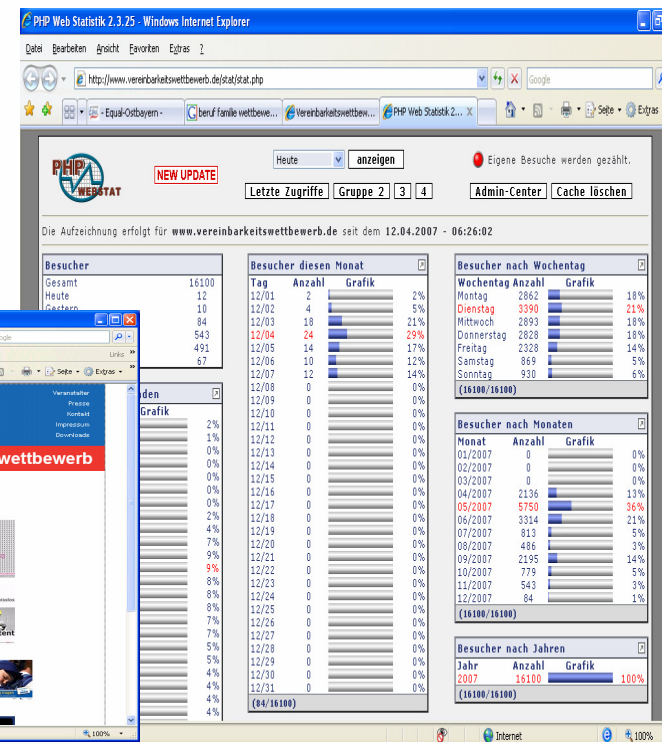 PHP Web Statistik 2.3.25 - Windows Internet Explorer
Datei Bearbeiten Ansicht Favoriten Extras ?
http://www.vereinbarkeitswettbewerb.de/stat/stat.php Google
- Equal-Ostbayern - beruf familie wettbewe... Vereinbarkeitswettbew... PHP Web Statistik 2... X Seite Extras
PHP WEBSTAT
NEW UPDATE
Heute anzeigen
Letzte Zugriffe Gruppe 2 3 4
Eigene Besuche werden gezählt.
Admin-Center Cache löschen
Die Aufzeichnung erfolgt für www.vereinbarkeitswettbewerb.de seit dem 12.04.2007 - 06:26:02
Besucher
Gesamt 16100
Heute 12
Gestern 10
84
543
491
67
nden
Grafik
2%
1%
0%
0%
0%
0%
0%
2%
4%
7%
9%
9%
8%
8%
8%
7%
7%
5%
5%
4%
4%
4%
4%
Besucher diesen Monat
Tag Anzahl Grafik
12/01 2 2%
12/02 4 5%
12/03 18 21%
12/04 24 29%
12/05 14 17%
12/06 10 12%
12/07 12 14%
12/08 0 0%
12/09 0 0%
12/10 0 0%
12/11 0 0%
12/12 0 0%
12/13 0 0%
12/14 0 0%
12/15 0 0%
12/16 0 0%
12/17 0 0%
12/18 0 0%
12/19 0 0%
12/20 0 0%
12/21 0 0%
12/22 0 0%
12/23 0 0%
12/24 0 0%
12/25 0 0%
12/26 0 0%
12/27 0 0%
12/28 0 0%
12/29 0 0%
12/30 0 0%
12/31 0 0%
(84/16100)
Besucher nach Wochentag
Wochentag Anzahl Grafik
Montag 2862 18%
Dienstag 3390 21%
Mittwoch 2893 18%
Donnerstag 2828 18%
Freitag 2328 14%
Samstag 869 5%
Sonntag 930 6%
(16100/16100)
Besucher nach Monaten
Monat Anzahl Grafik
01/2007 0 0%
02/2007 0 0%
03/2007 0 0%
04/2007 2136 13%
05/2007 5750 36%
06/2007 3314 21%
07/2007 813 5%
08/2007 486 3%
09/2007 2195 14%
10/2007 779 5%
11/2007 543 3%
12/2007 84 1%
(16100/16100)
Besucher nach Jahren
Jahr Anzahl Grafik
2007 16100 100%
(16100/16100)
ogle
Links »
Seite Extras »
Veranstalter
Presse
Kontakt
Impressum
Downloads
wettbewerb
100%
Internet 100%